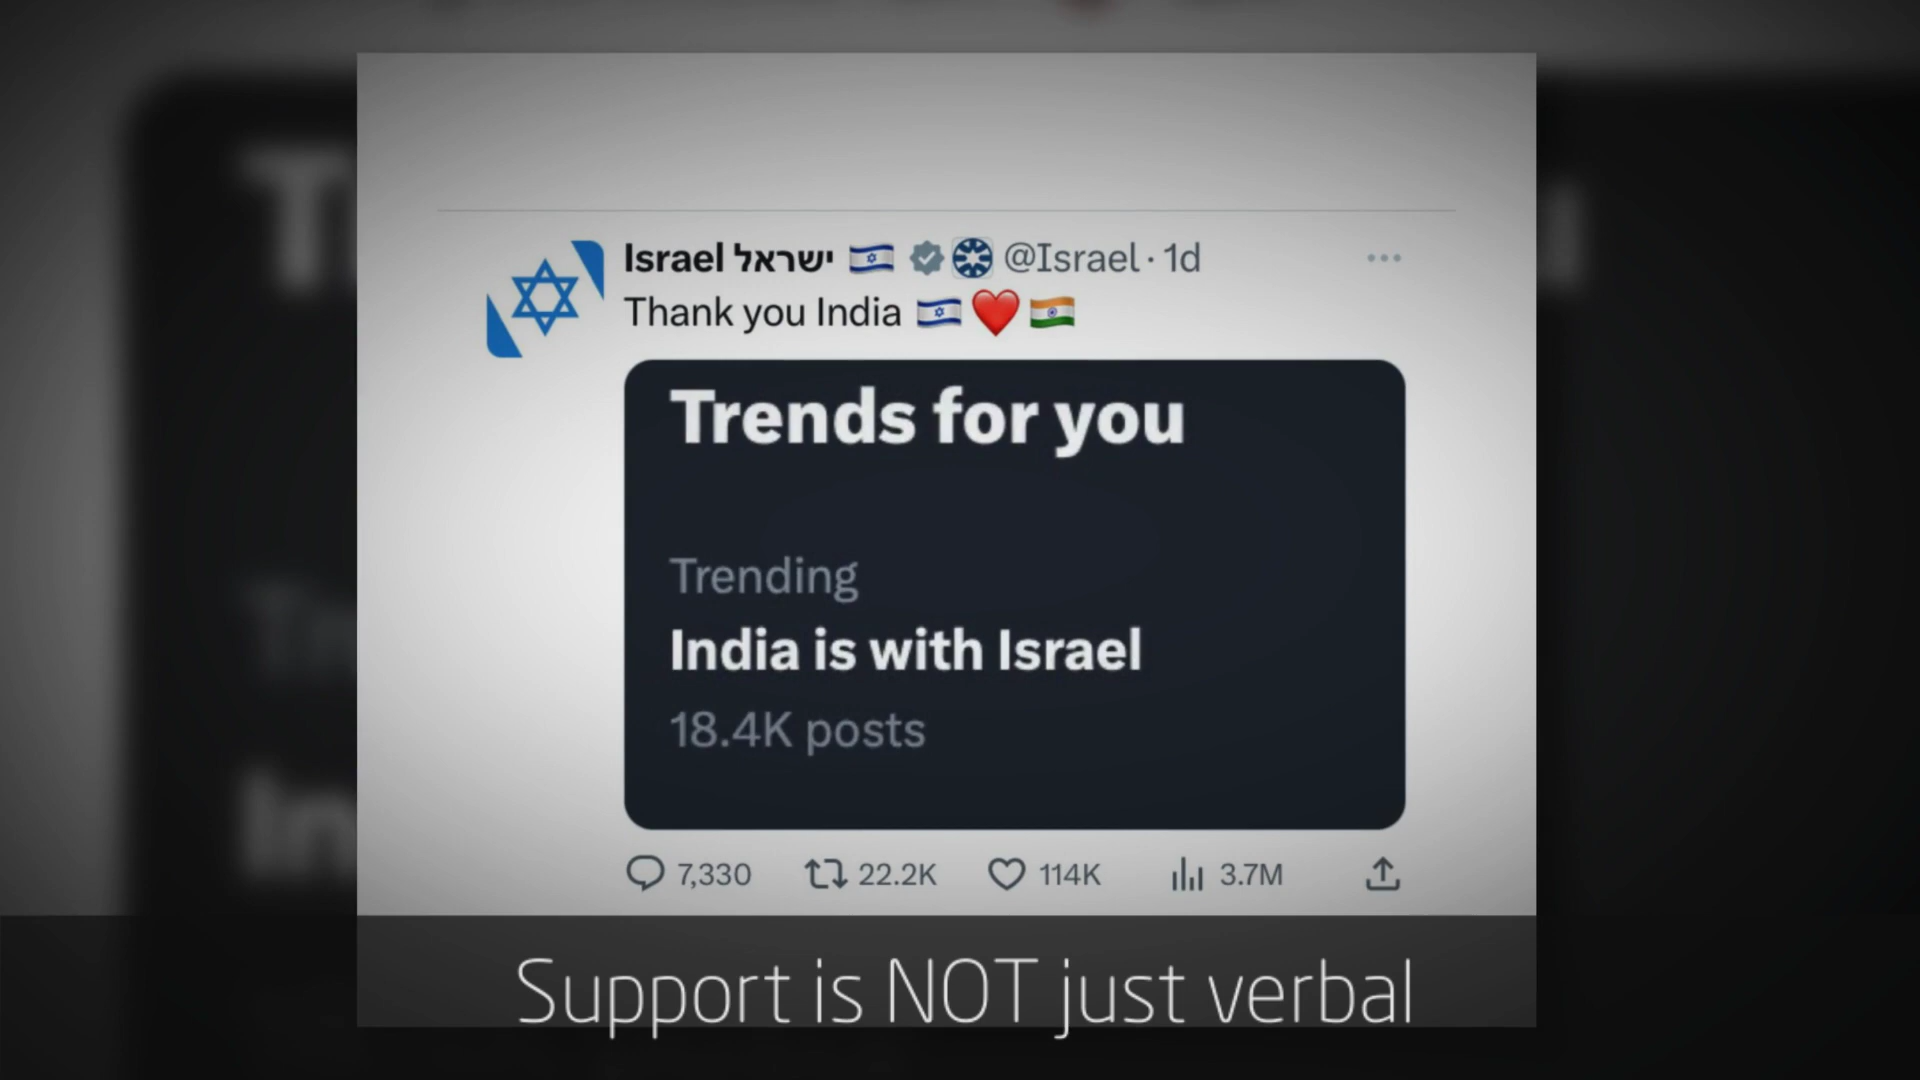 Israel ישראל 🇮🇱 @Israel · 1d
Thank you India 🇮🇱❤️🇮🇳
Trends for you
Trending
India is with Israel
18.4K posts
7,330 22.2K 114K 3.7M
Support is NOT just verbal